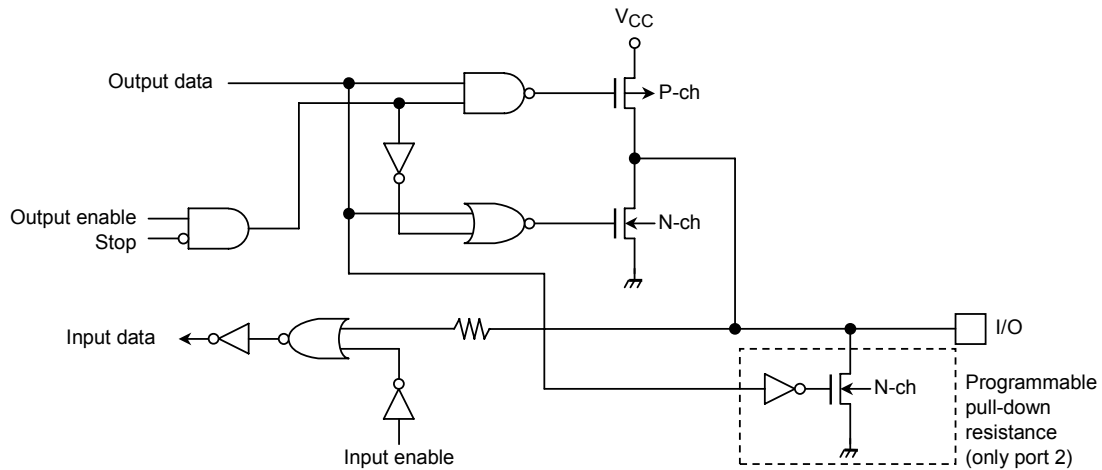 V_CC
Output data
P-ch
Output enable
Stop
N-ch
Input data
I/O
N-ch
Programmable
pull-down
resistance
(only port 2)
Input enable